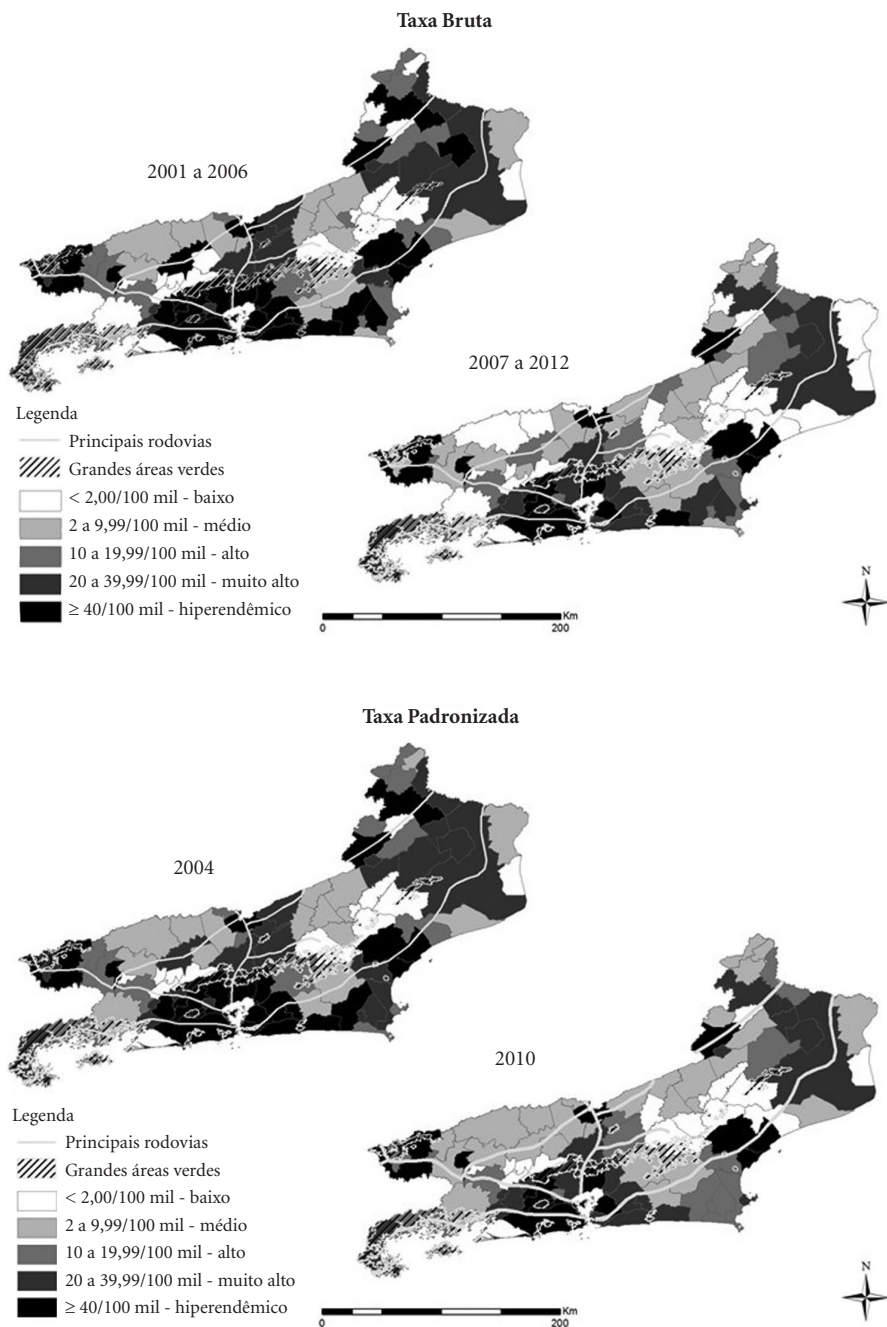 Taxa Bruta
2001 a 2006
2007 a 2012
Legenda
Principais rodovias
Grandes áreas verdes
< 2,00/100 mil - baixo
2 a 9,99/100 mil - médio
10 a 19,99/100 mil - alto
20 a 39,99/100 mil - muito alto
≥ 40/100 mil - hiperendêmico
N
Km
0 200
Taxa Padronizada
2004
2010
Legenda
Principais rodovias
Grandes áreas verdes
< 2,00/100 mil - baixo
2 a 9,99/100 mil - médio
10 a 19,99/100 mil - alto
20 a 39,99/100 mil - muito alto
≥ 40/100 mil - hiperendêmico
N
Km
0 200